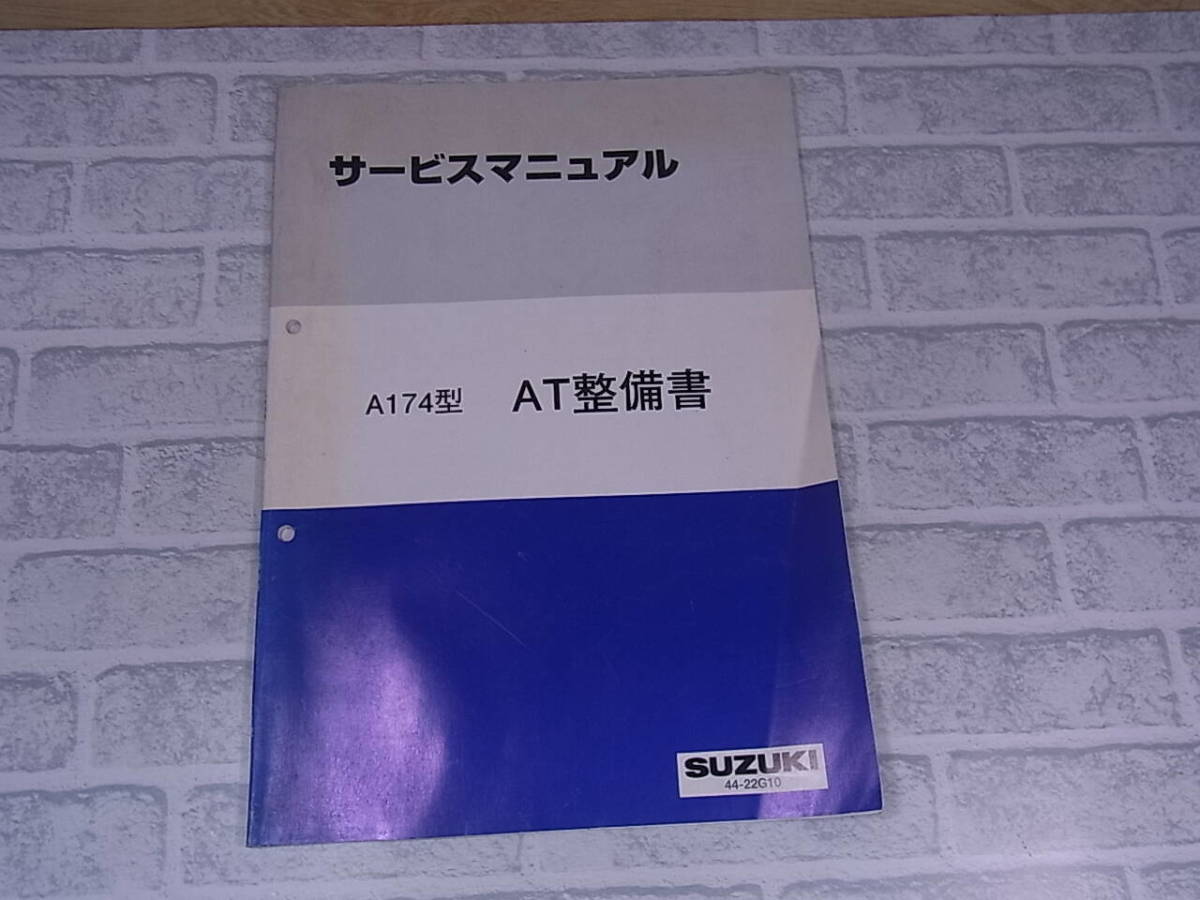 サービスマニュアル
A174型 AT整備書
SUZUKI
44-22G10